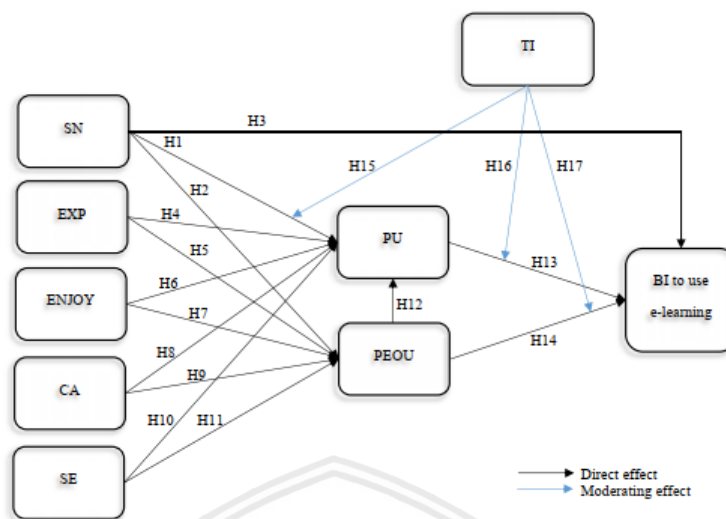 TI
SN
H3
H1
H2
H15
H16
H17
EXP
H4
H5
PU
ENJOY
H6
H7
H13
BI to use
e-learning
H12
CA
H8
H9
PEOU
H14
SE
H10
H11
Direct effect
Moderating effect